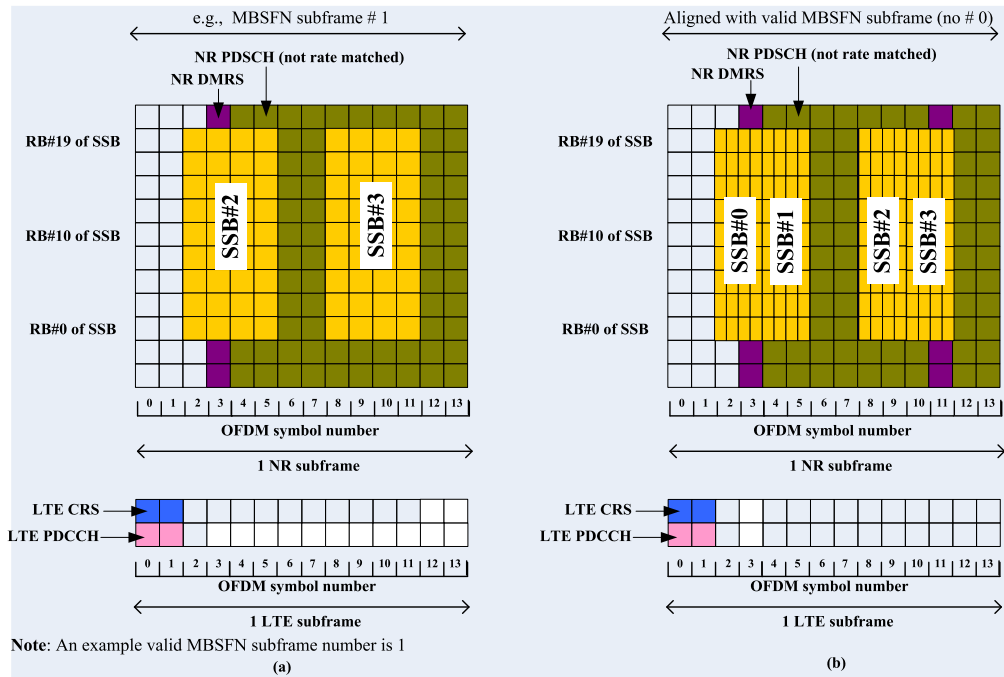 e.g., MBSFN subframe # 1
NR PDSCH (not rate matched)
NR DMRS
RB#19 of SSB
RB#10 of SSB
RB#0 of SSB
SSB#2
SSB#3
0 1 2 3 4 5 6 7 8 9 10 11 12 13
OFDM symbol number
1 NR subframe
LTE CRS
LTE PDCCH
0 1 2 3 4 5 6 7 8 9 10 11 12 13
OFDM symbol number
1 LTE subframe
Note: An example valid MBSFN subframe number is 1
(a)
Aligned with valid MBSFN subframe (no # 0)
NR PDSCH (not rate matched)
NR DMRS
RB#19 of SSB
RB#10 of SSB
RB#0 of SSB
SSB#0
SSB#1
SSB#2
SSB#3
0 1 2 3 4 5 6 7 8 9 10 11 12 13
OFDM symbol number
1 NR subframe
LTE CRS
LTE PDCCH
0 1 2 3 4 5 6 7 8 9 10 11 12 13
OFDM symbol number
1 LTE subframe
(b)